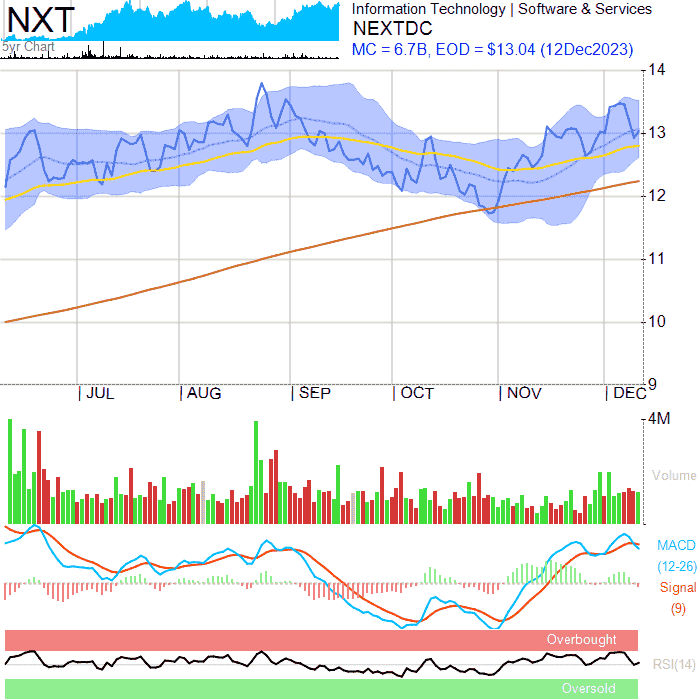 NXT
5yr Chart
Information Technology | Software & Services
NEXTDC
MC = 6.7B, EOD = $13.04 (12Dec2023)
14
13
12
11
10
9
| JUL | AUG | SEP | OCT | NOV | DEC
4M
Volume
MACD
(12-26)
Signal
(9)
Overbought
RSI(14)
Oversold